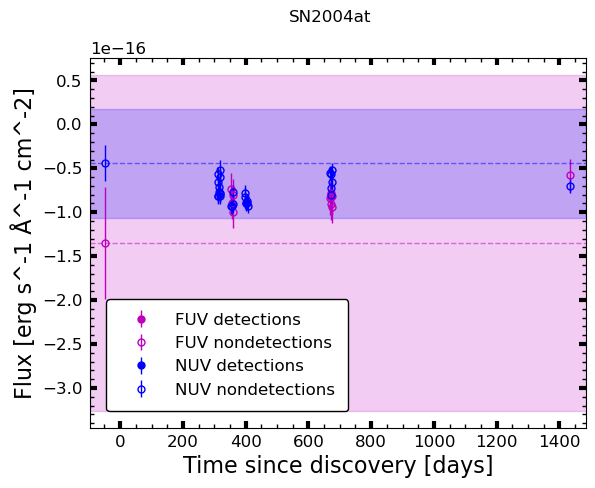 SN2004at
1e−16
0.5
0.0
−0.5
−1.0
−1.5
−2.0
−2.5
−3.0
Flux [erg s^-1 Å^-1 cm^-2]
FUV detections
FUV nondetections
NUV detections
NUV nondetections
0 200 400 600 800 1000 1200 1400
Time since discovery [days]